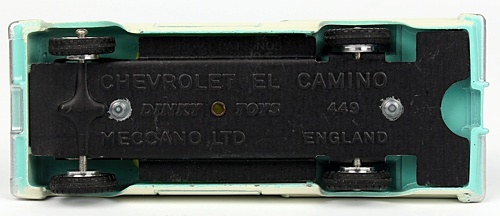 CHEVROLET EL CAMINO
DINKY TOYS 449
MECCANO LTD ENGLAND